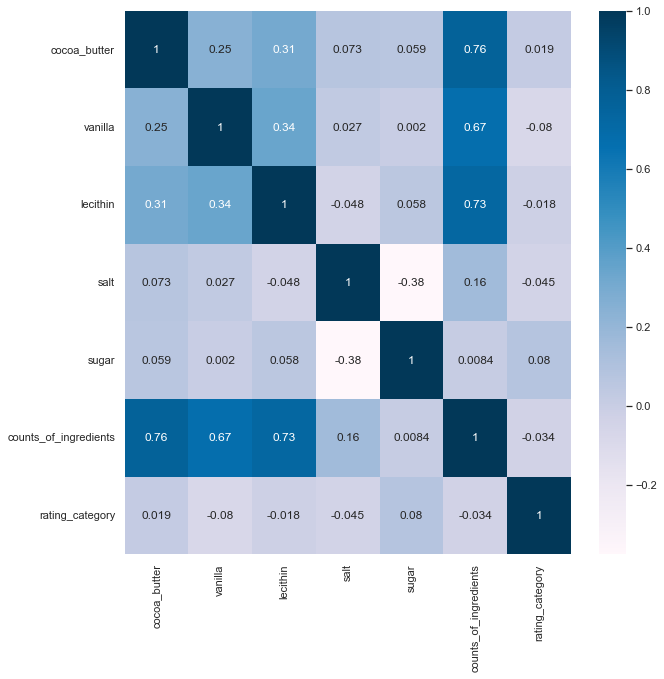 cocoa_butter 1 0.25 0.31 0.073 0.059 0.76 0.019
vanilla 0.25 1 0.34 0.027 0.002 0.67 -0.08
lecithin 0.31 0.34 1 -0.048 0.058 0.73 -0.018
salt 0.073 0.027 -0.048 1 -0.38 0.16 -0.045
sugar 0.059 0.002 0.058 -0.38 1 0.0084 0.08
counts_of_ingredients 0.76 0.67 0.73 0.16 0.0084 1 -0.034
rating_category 0.019 -0.08 -0.018 -0.045 0.08 -0.034 1
cocoa_butter
vanilla
lecithin
salt
sugar
counts_of_ingredients
rating_category
1.0
0.8
0.6
0.4
0.2
0.0
−0.2